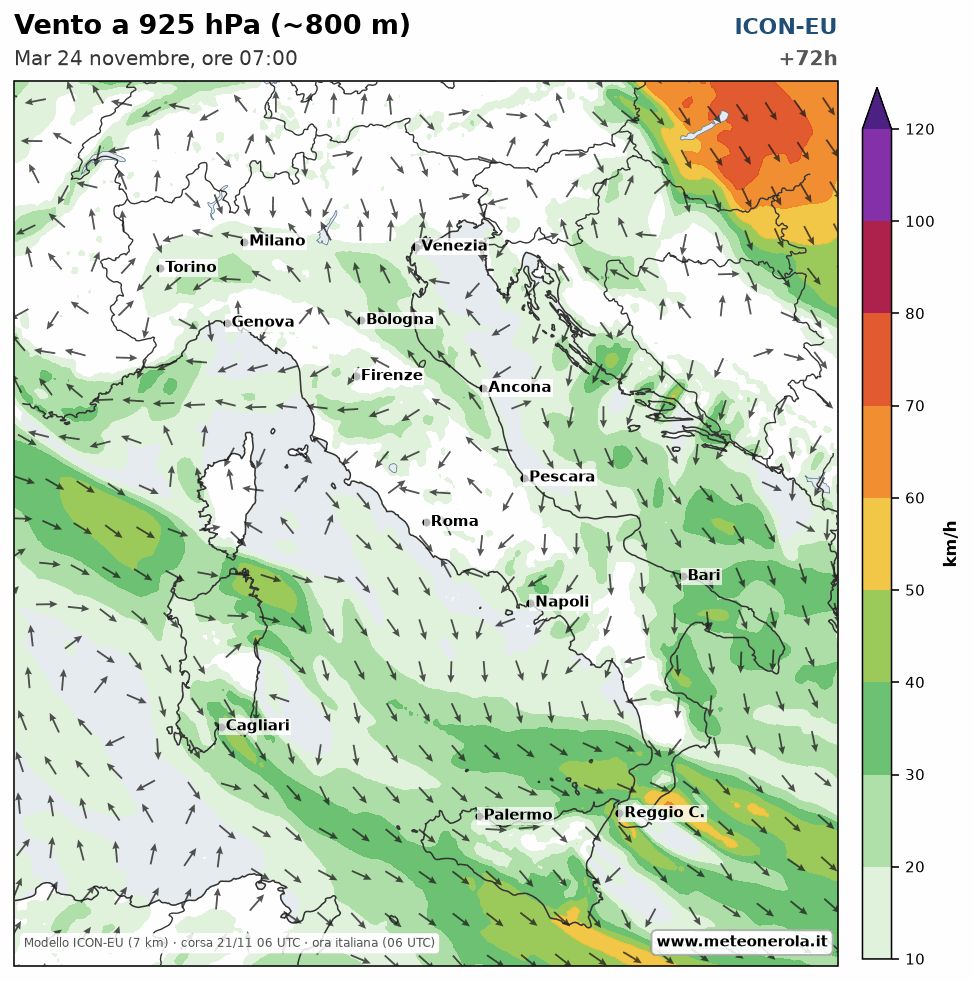 Vento a 925 hPa (~800 m)
ICON-EU
Mar 24 novembre, ore 07:00
+72h
Milano
Venezia
Torino
Genova
Bologna
Firenze
Ancona
Pescara
Roma
Bari
Napoli
Cagliari
Palermo
Reggio C.
Modello ICON-EU (7 km) · corsa 21/11 06 UTC · ora italiana (06 UTC)
www.meteonerola.it
120
100
80
70
60
50
40
30
20
10
km/h